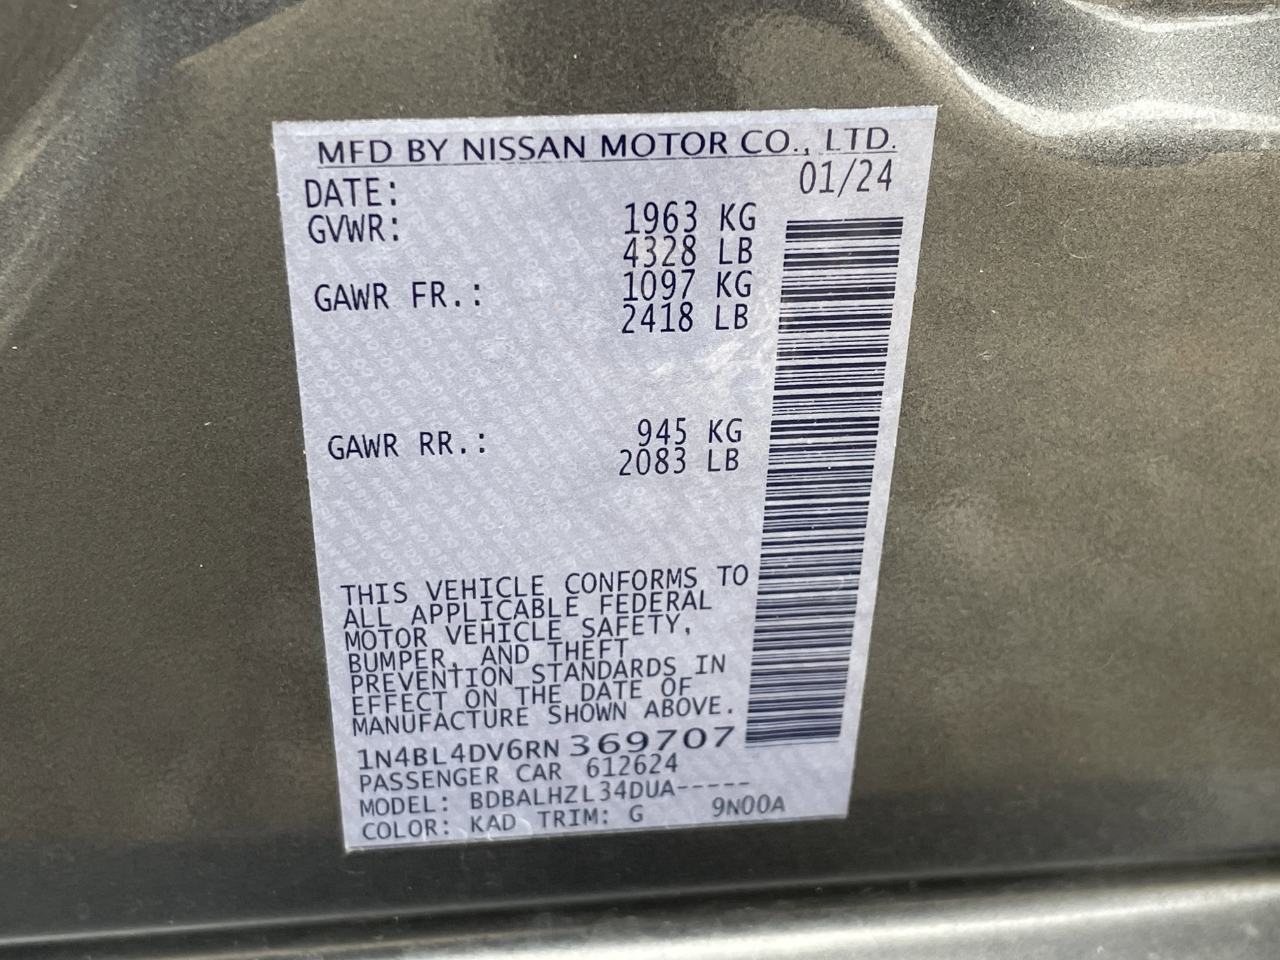 MFD BY NISSAN MOTOR CO., LTD.
DATE: 01/24
GVWR: 1963 KG
4328 LB
GAWR FR.: 1097 KG
2418 LB
GAWR RR.: 945 KG
2083 LB
THIS VEHICLE CONFORMS TO
ALL APPLICABLE FEDERAL
MOTOR VEHICLE SAFETY,
BUMPER, AND THEFT
PREVENTION STANDARDS IN
EFFECT ON THE DATE OF
MANUFACTURE SHOWN ABOVE.
1N4BL4DV6RN369707
PASSENGER CAR 612624
MODEL: BDBALHZL34DUA-----
COLOR: KAD TRIM: G 9N00A